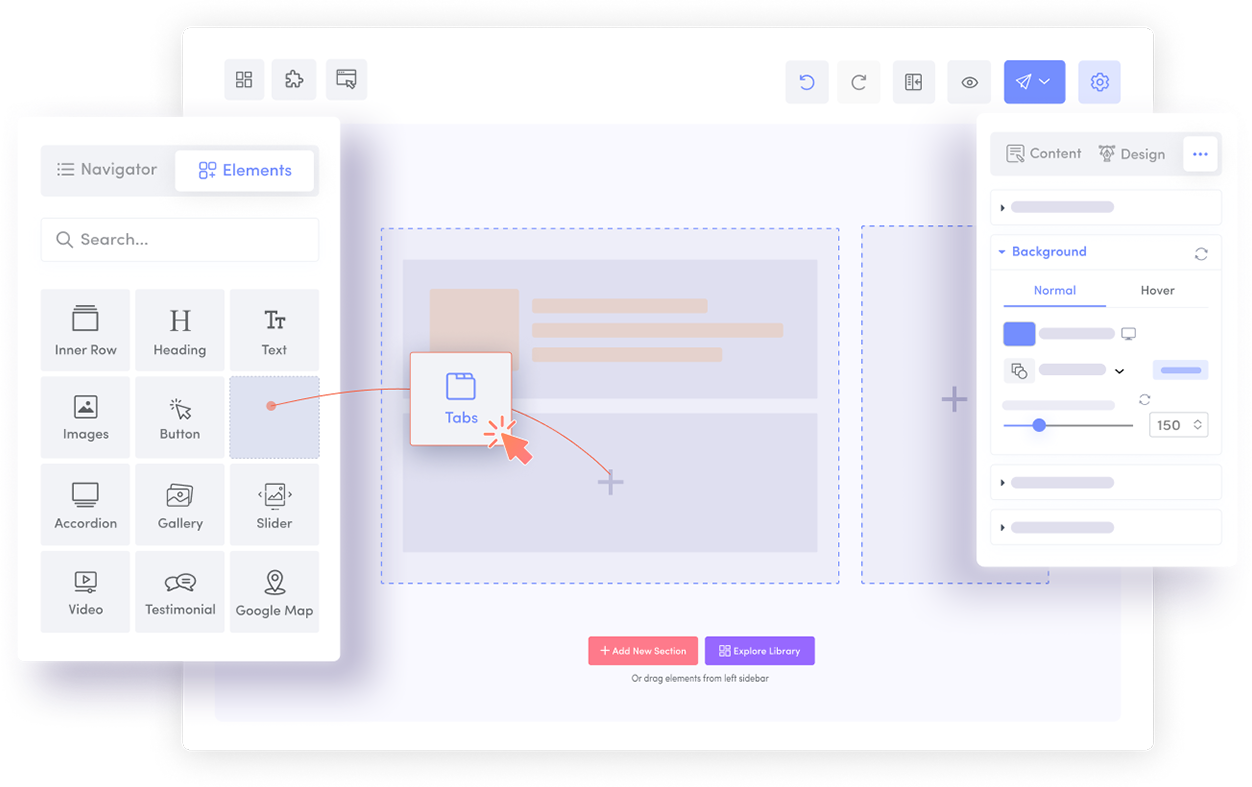 Navigator
Elements
Search...
Inner Row
Heading
Text
Images
Button
Accordion
Gallery
Slider
Video
Testimonial
Google Map
Tabs
Add New Section
Explore Library
Or drag elements from left sidebar
Content
Design
Background
Normal
Hover
150